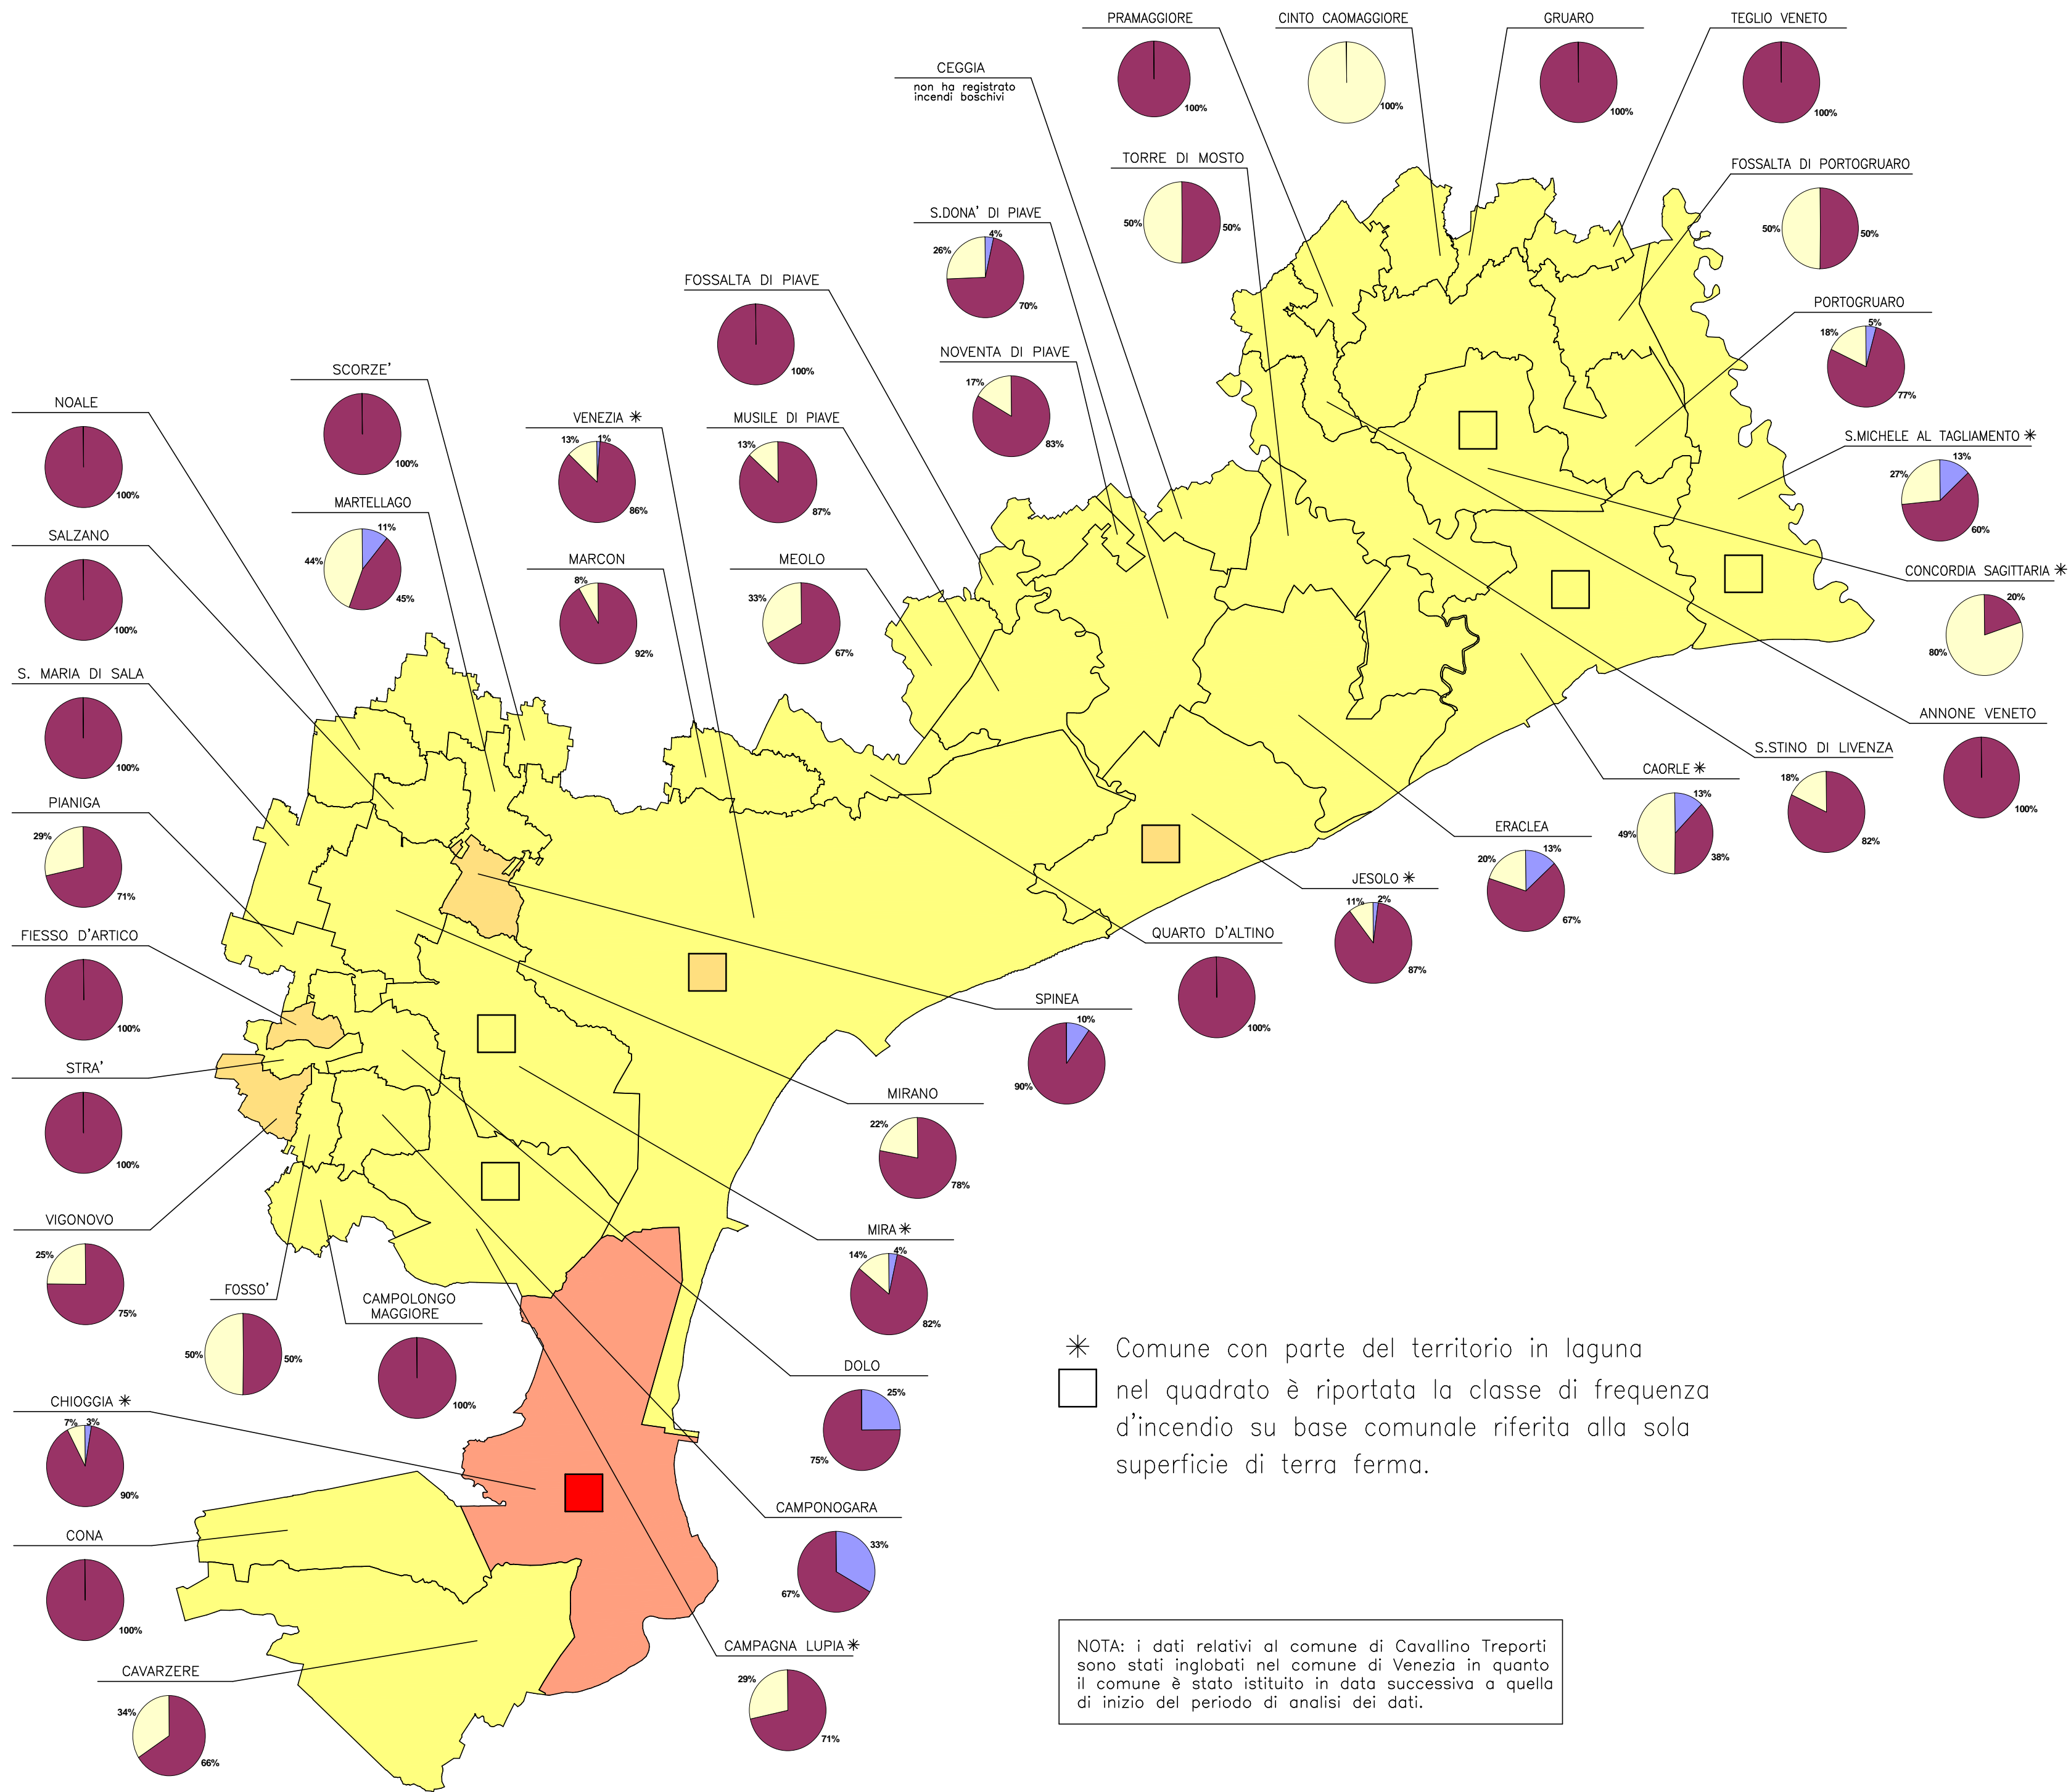 PRAMAGGIORE
100%
CINTO CAOMAGGIORE
100%
GRUARO
100%
TEGLIO VENETO
100%
CEGGIA
non ha registrato
incendi boschivi
TORRE DI MOSTO
50%
50%
FOSSALTA DI PORTOGRUARO
50%
50%
S.DONA' DI PIAVE
4%
26%
70%
FOSSALTA DI PIAVE
100%
PORTOGRUARO
5%
18%
77%
NOVENTA DI PIAVE
17%
83%
SCORZE'
100%
NOALE
100%
VENEZIA *
13%
1%
86%
MUSILE DI PIAVE
13%
87%
S.MICHELE AL TAGLIAMENTO *
13%
27%
60%
MARTELLAGO
11%
44%
45%
SALZANO
100%
MARCON
8%
92%
MEOLO
33%
67%
CONCORDIA SAGITTARIA *
20%
80%
S. MARIA DI SALA
100%
ANNONE VENETO
100%
S.STINO DI LIVENZA
18%
82%
CAORLE *
13%
49%
38%
PIANIGA
29%
71%
ERACLEA
13%
20%
67%
JESOLO *
2%
11%
87%
FIESSO D'ARTICO
100%
QUARTO D'ALTINO
100%
SPINEA
10%
90%
STRA'
100%
MIRANO
22%
78%
VIGONOVO
25%
75%
MIRA *
14%
4%
82%
FOSSO'
50%
50%
CAMPOLONGO
MAGGIORE
100%
DOLO
25%
75%
* Comune con parte del territorio in laguna
nel quadrato è riportata la classe di frequenza
d'incendio su base comunale riferita alla sola
superficie di terra ferma.
CHIOGGIA *
7%
3%
90%
CAMPONOGARA
33%
67%
CONA
100%
CAMPAGNA LUPIA *
29%
71%
CAVARZERE
34%
66%
NOTA: i dati relativi al comune di Cavallino Treporti
sono stati inglobati nel comune di Venezia in quanto
il comune è stato istituito in data successiva a quella
di inizio del periodo di analisi dei dati.